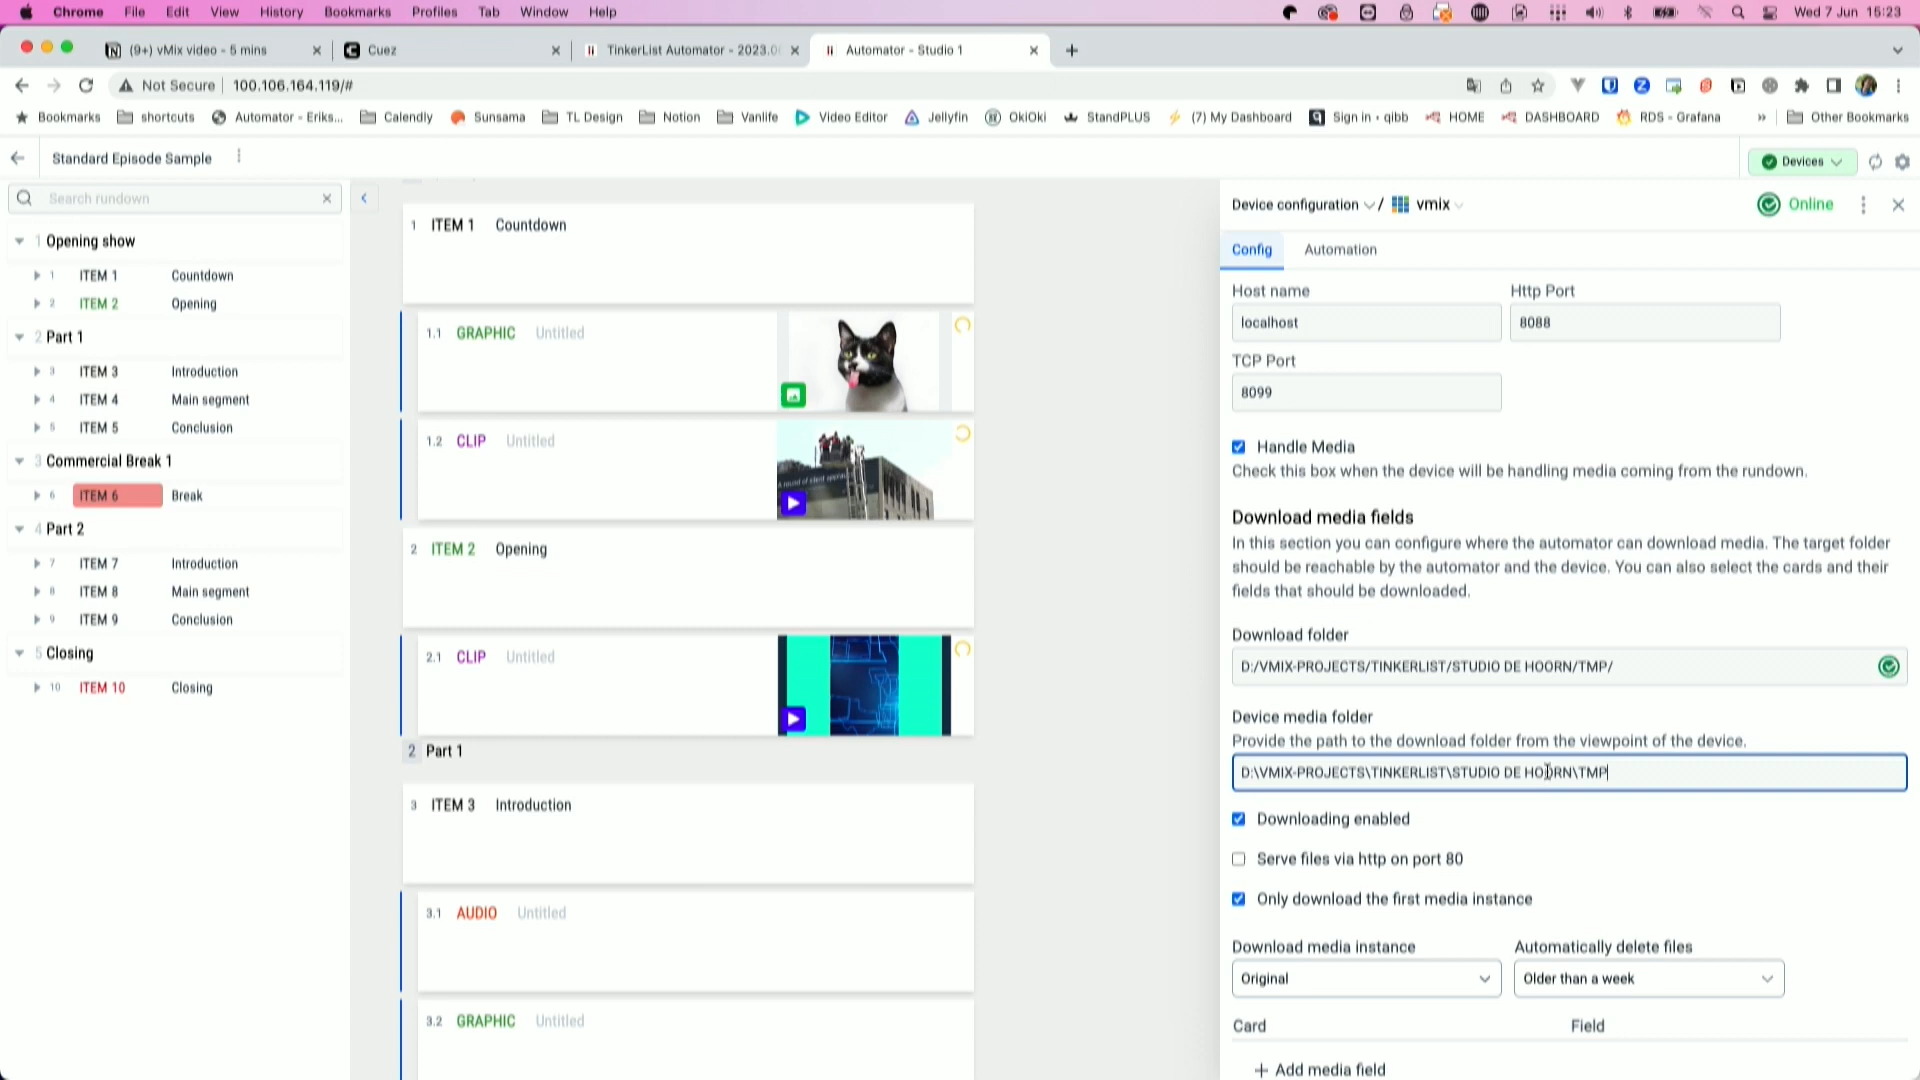 Chrome File Edit View History Bookmarks Profiles Tab Window Help
Wed 7 Jun 15:23
(9+) vMix video - 5 mins
Cuez
TinkerList Automator - 2023.0
Automator - Studio 1
Not Secure 100.106.164.119/#
Bookmarks shortcuts Automator - Eriks... Calendly Sunsama TL Design Notion Vanlife Video Editor Jellyfin OkiOki StandPLUS (7) My Dashboard Sign in • qibb HOME DASHBOARD RDS - Grafana » Other Bookmarks
Standard Episode Sample
Devices
Search rundown
1 Opening show
1 ITEM 1 Countdown
2 ITEM 2 Opening
2 Part 1
3 ITEM 3 Introduction
4 ITEM 4 Main segment
5 ITEM 5 Conclusion
3 Commercial Break 1
6 ITEM 6 Break
4 Part 2
7 ITEM 7 Introduction
8 ITEM 8 Main segment
9 ITEM 9 Conclusion
5 Closing
10 ITEM 10 Closing
1 ITEM 1 Countdown
1.1 GRAPHIC Untitled
1.2 CLIP Untitled
A round of silent
2 ITEM 2 Opening
2.1 CLIP Untitled
2 Part 1
3 ITEM 3 Introduction
3.1 AUDIO Untitled
3.2 GRAPHIC Untitled
Device configuration / vmix
Online
Config Automation
Host name Http Port
localhost 8088
TCP Port
8099
Handle Media
Check this box when the device will be handling media coming from the rundown.
Download media fields
In this section you can configure where the automator can download media. The target folder
should be reachable by the automator and the device. You can also select the cards and their
fields that should be downloaded.
Download folder
D:/VMIX-PROJECTS/TINKERLIST/STUDIO DE HOORN/TMP/
Device media folder
Provide the path to the download folder from the viewpoint of the device.
D:\VMIX-PROJECTS\TINKERLIST\STUDIO DE HOORN\TMP
Downloading enabled
Serve files via http on port 80
Only download the first media instance
Download media instance Automatically delete files
Original Older than a week
Card Field
+ Add media field